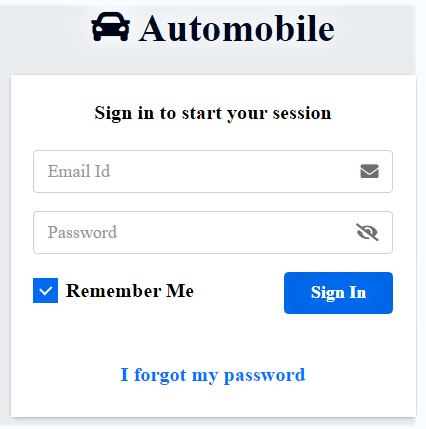 Automobile
Sign in to start your session
Email Id
Password
Remember Me
Sign In
I forgot my password